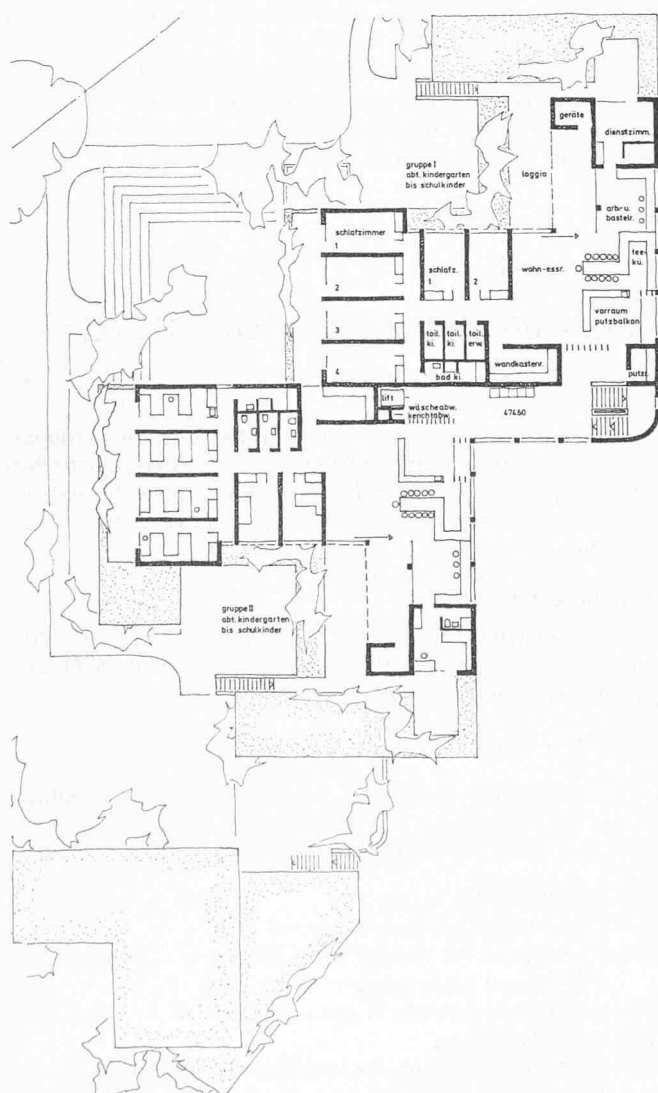 geräte
dienstzimm.
gruppe I
abt. kindergarten
bis schulkinder
loggia
arb.- u.
bastelr.
schlafzimmer
1
schlafz.
1
2
wohn-essr.
tee-
kü.
2
vorraum
putzbalkon
3
toil.
ki.
toil.
ki.
toil.
erw.
4
bad ki.
wandkastenr.
putzr.
lift
wäscheabw.
kerichtabw.
474.60
gruppe II
abt. kindergarten
bis schulkinder